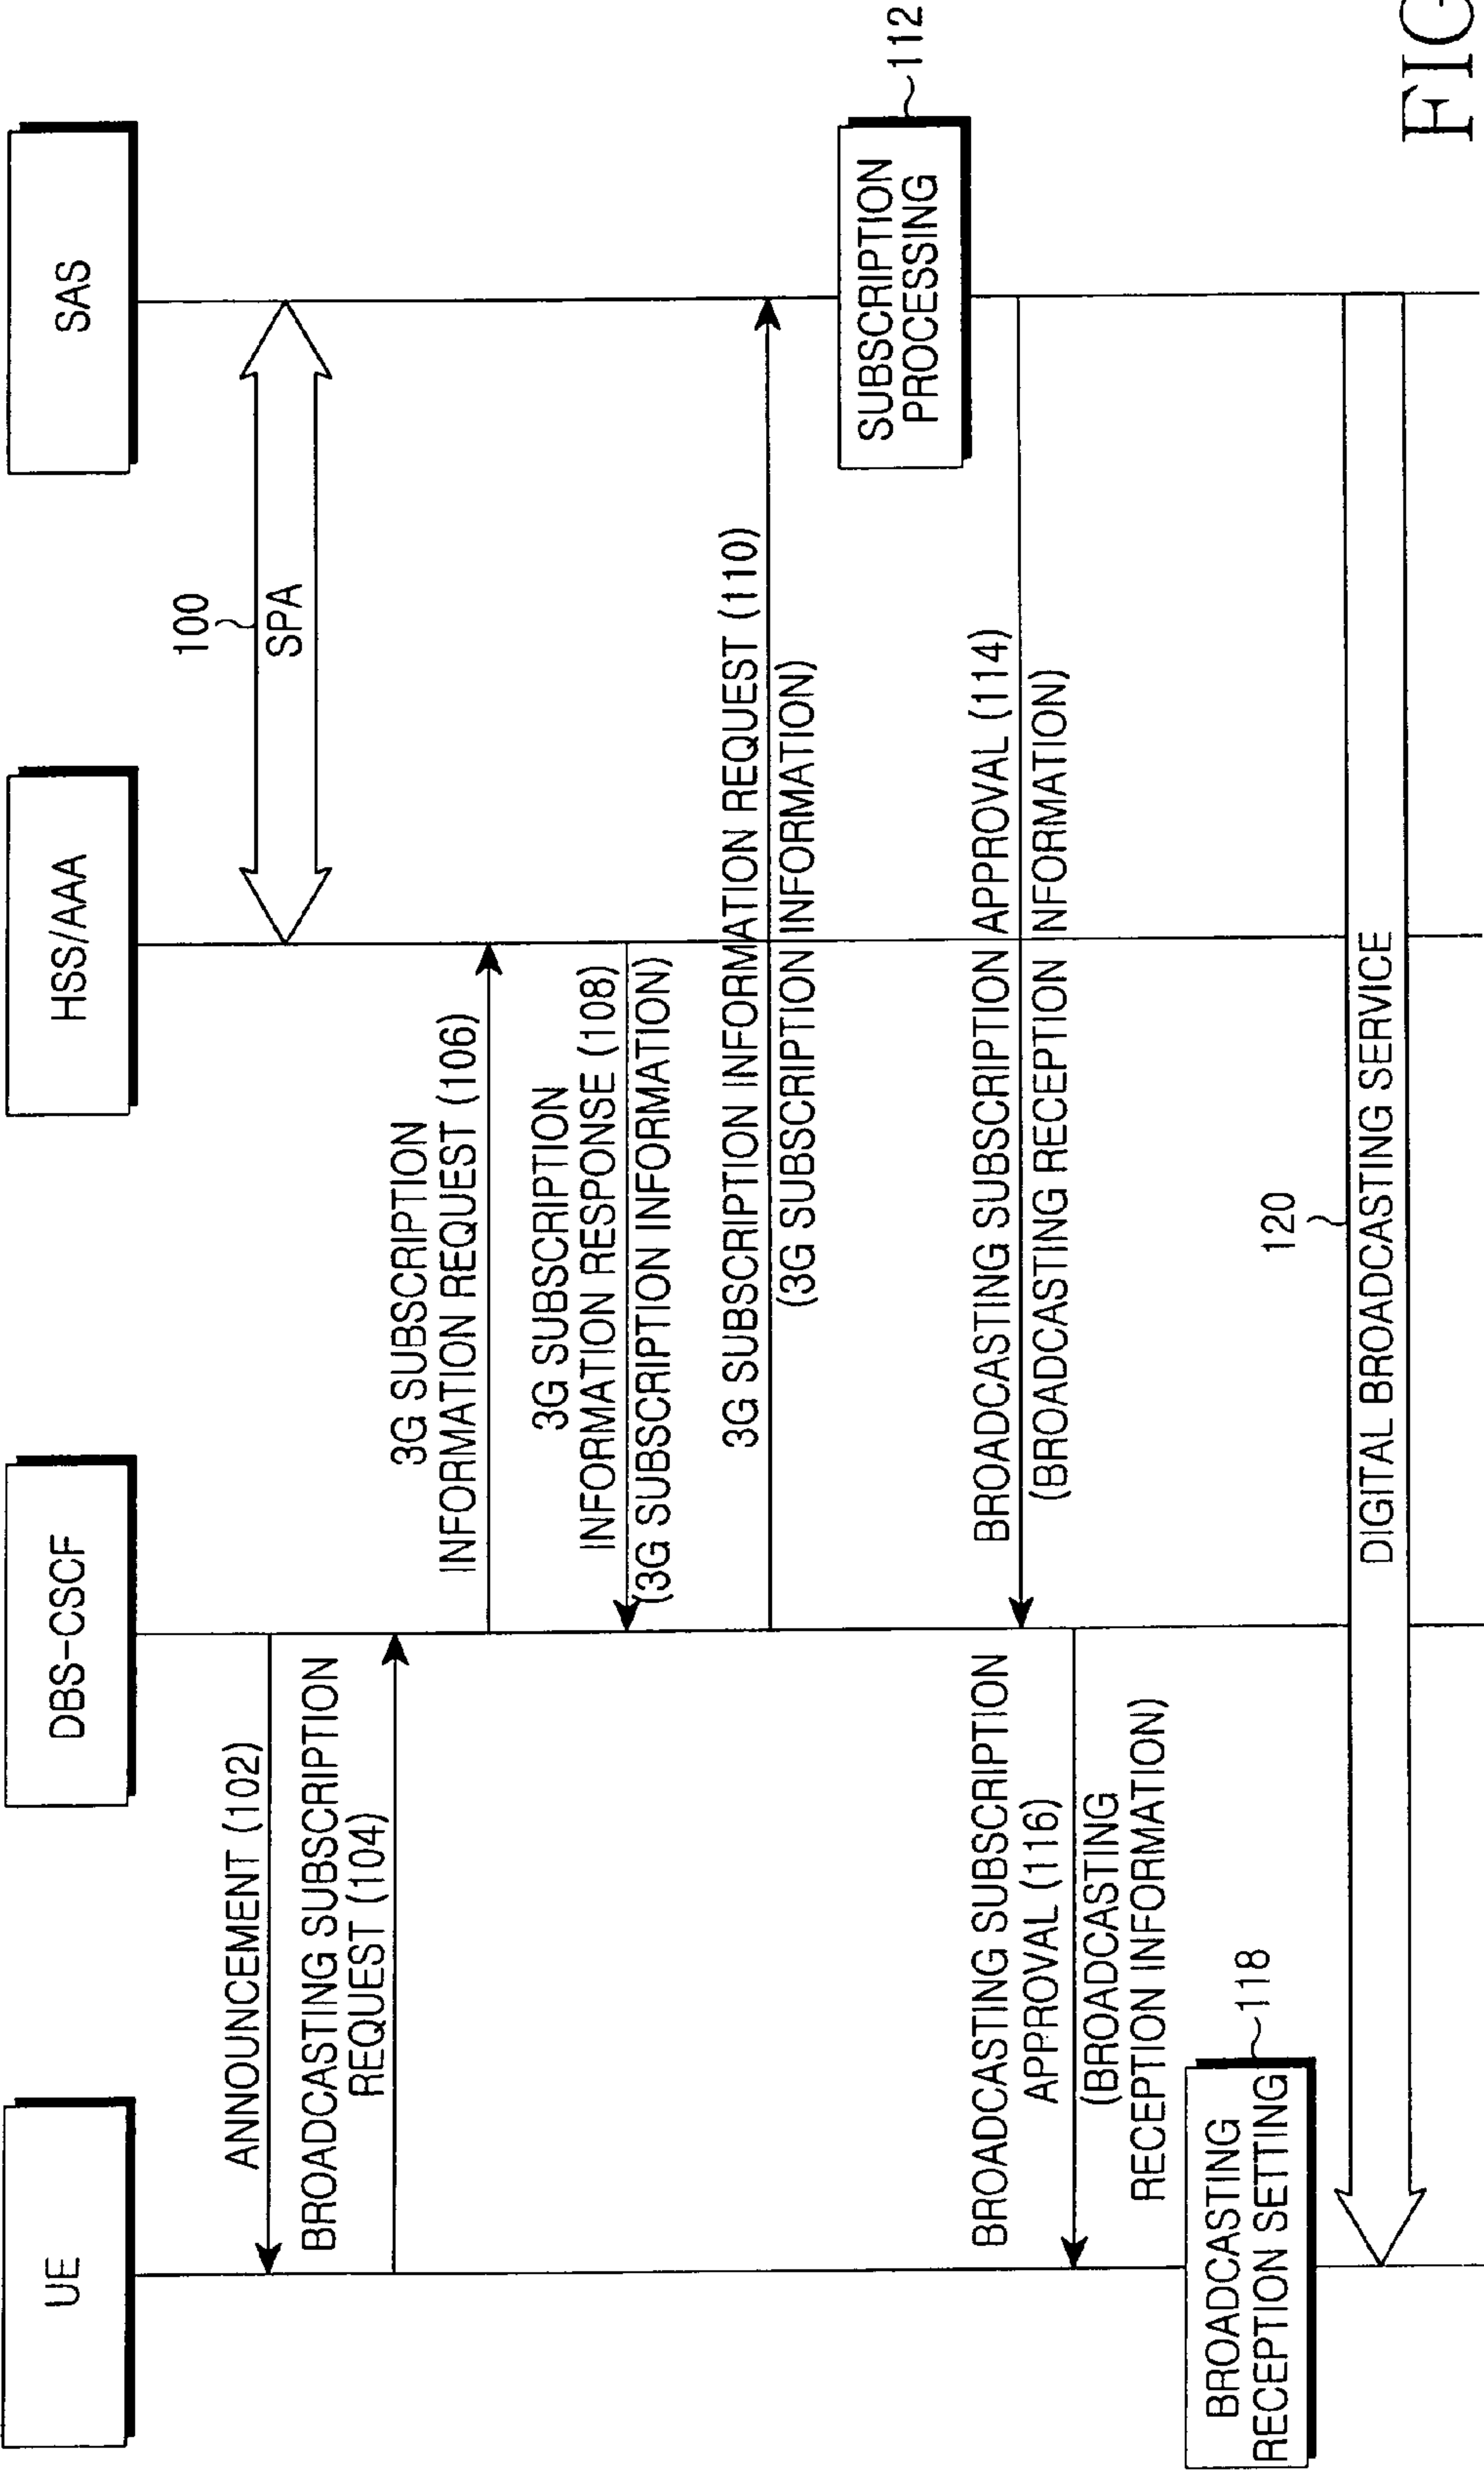 UE
DBS-CSCF
HSS/AAA
SAS
100
SPA
ANNOUNCEMENT (102)
BROADCASTING SUBSCRIPTION
REQUEST (104)
3G SUBSCRIPTION
INFORMATION REQUEST (106)
3G SUBSCRIPTION
INFORMATION RESPONSE (108)
(3G SUBSCRIPTION INFORMATION)
3G SUBSCRIPTION INFORMATION REQUEST (110)
(3G SUBSCRIPTION INFORMATION)
SUBSCRIPTION
PROCESSING
112
BROADCASTING SUBSCRIPTION APPROVAL (114)
(BROADCASTING RECEPTION INFORMATION)
BROADCASTING SUBSCRIPTION
APPROVAL (116)
(BROADCASTING
RECEPTION INFORMATION)
BROADCASTING
RECEPTION SETTING
118
120
DIGITAL BROADCASTING SERVICE
FIG